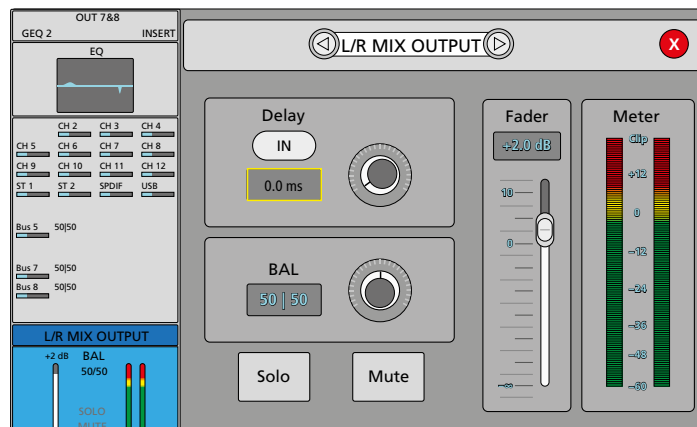 OUT 7&8
GEQ 2 INSERT
EQ
CH 2 CH 3 CH 4
CH 5 CH 6 CH 7 CH 8
CH 9 CH 10 CH 11 CH 12
ST 1 ST 2 SPDIF USB
Bus 5 50|50
Bus 7 50|50
Bus 8 50|50
L/R MIX OUTPUT
+2 dB BAL
50/50
SOLO
MUTE
L/R MIX OUTPUT
X
Delay
IN
0.0 ms
BAL
50 | 50
Solo Mute
Fader
+2.0 dB
10
0
-∞
Meter
Clip
+12
0
-12
-24
-36
-48
-60